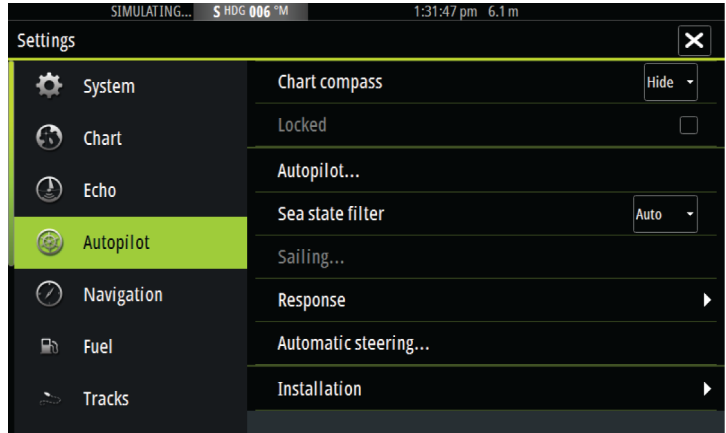 SIMULATING... S HDG 006 °M 1:31:47 pm 6.1 m
Settings
System
Chart
Echo
Autopilot
Navigation
Fuel
Tracks
Chart compass Hide
Locked
Autopilot...
Sea state filter Auto
Sailing...
Response
Automatic steering...
Installation